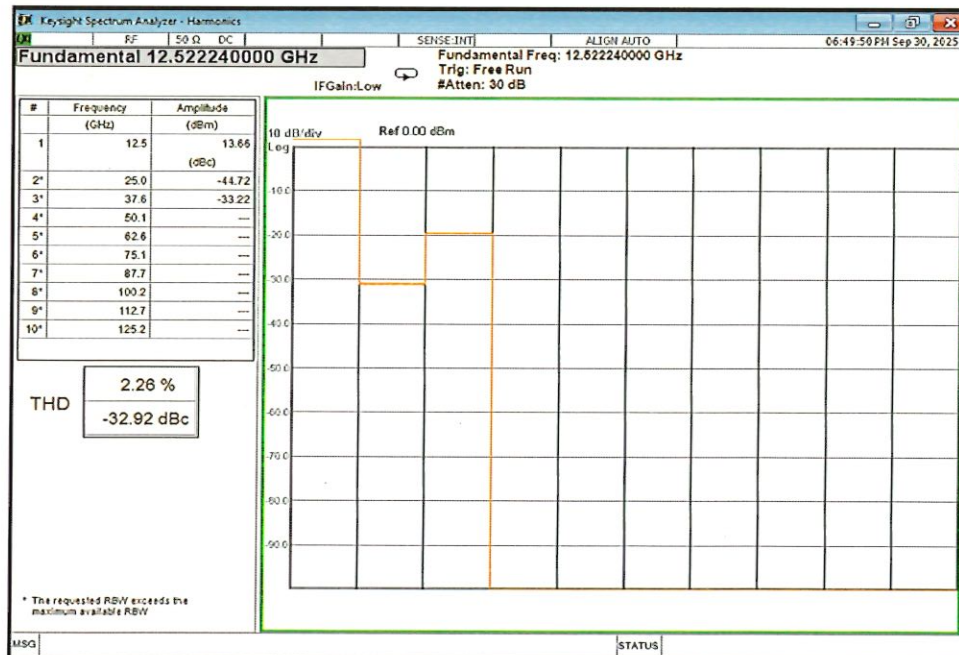 Keysight Spectrum Analyzer - Harmonics
RF 50 Ω DC SENSE:INT ALIGN AUTO 06:49:50 PM Sep 30, 2025
Fundamental 12.522240000 GHz
Fundamental Freq: 12.522240000 GHz
Trig: Free Run
IFGain:Low #Atten: 30 dB
# Frequency Amplitude
(GHz) (dBm)
1 12.5 13.66
(dBc)
2* 25.0 -44.72
3* 37.6 -33.22
4* 50.1 ---
5* 62.6 ---
6* 75.1 ---
7* 87.7 ---
8* 100.2 ---
9* 112.7 ---
10* 125.2 ---
THD
2.26 %
-32.92 dBc
* The requested RBW exceeds the
maximum available RBW
10 dB/div Ref 0.00 dBm
Log
-10.0
-20.0
-30.0
-40.0
-50.0
-60.0
-70.0
-80.0
-90.0
MSG STATUS